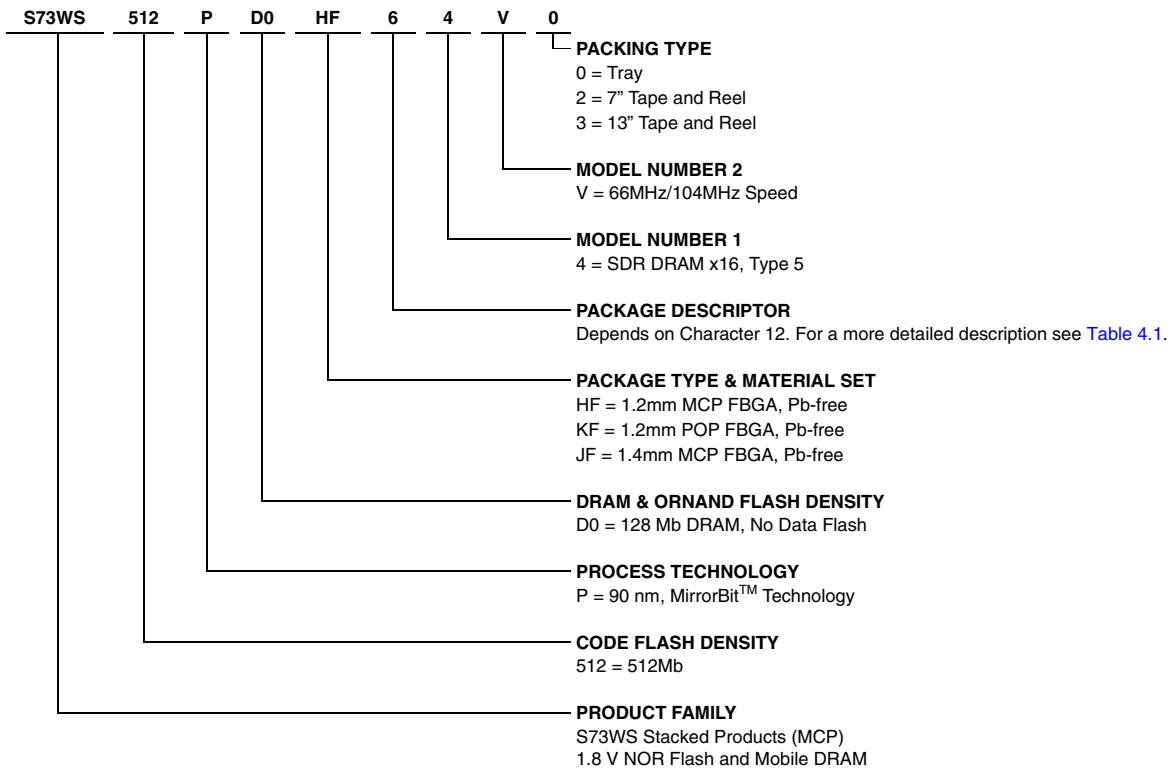 S73WS 512 P D0 HF 6 4 V 0
PACKING TYPE
0 = Tray
2 = 7” Tape and Reel
3 = 13” Tape and Reel
MODEL NUMBER 2
V = 66MHz/104MHz Speed
MODEL NUMBER 1
4 = SDR DRAM x16, Type 5
PACKAGE DESCRIPTOR
Depends on Character 12. For a more detailed description see Table 4.1.
PACKAGE TYPE & MATERIAL SET
HF = 1.2mm MCP FBGA, Pb-free
KF = 1.2mm POP FBGA, Pb-free
JF = 1.4mm MCP FBGA, Pb-free
DRAM & ORNAND FLASH DENSITY
D0 = 128 Mb DRAM, No Data Flash
PROCESS TECHNOLOGY
P = 90 nm, MirrorBit™ Technology
CODE FLASH DENSITY
512 = 512Mb
PRODUCT FAMILY
S73WS Stacked Products (MCP)
1.8 V NOR Flash and Mobile DRAM